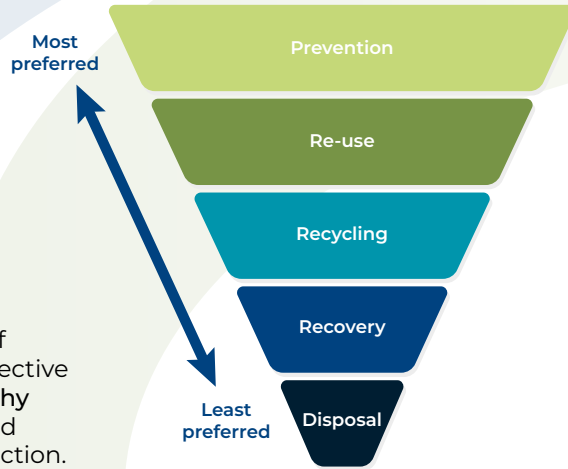 Most
preferred
Prevention
Re-use
Recycling
Recovery
Disposal
Least
preferred
ective
hy
ction.